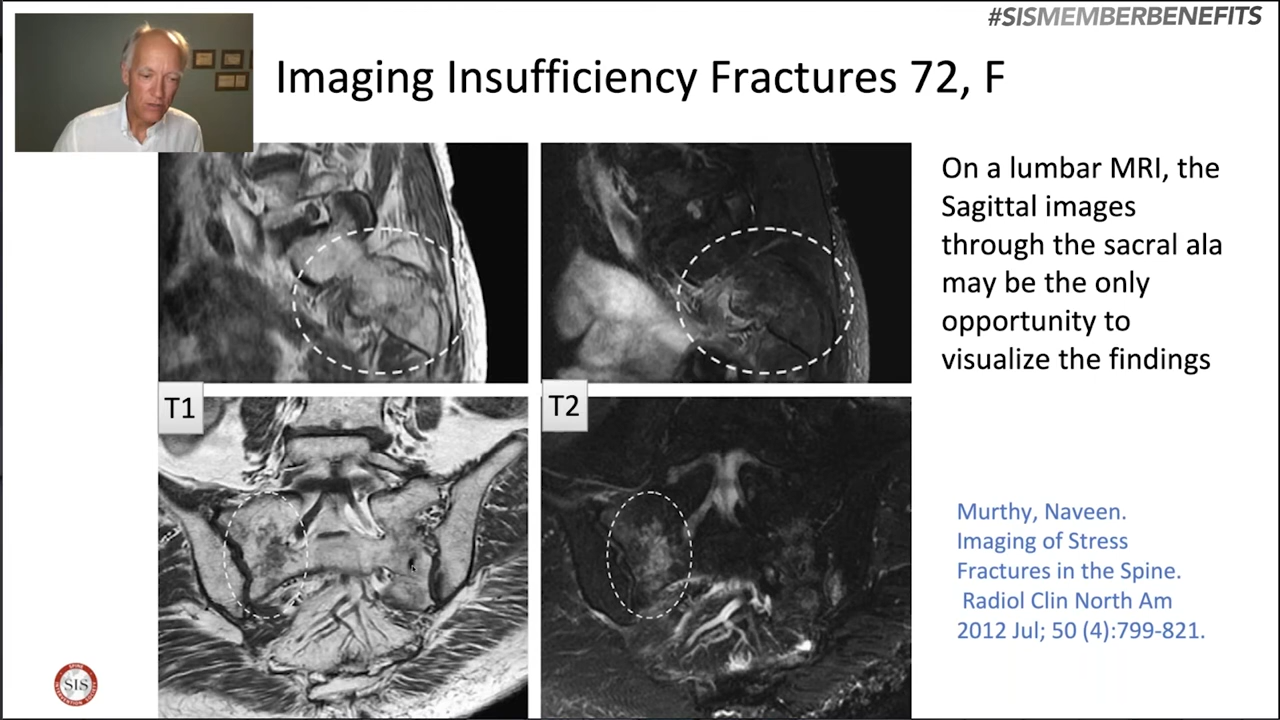 #SISMEMBERBENEFITS
Imaging Insufficiency Fractures 72, F
On a lumbar MRI, the
Sagittal images
through the sacral ala
may be the only
opportunity to
visualize the findings
T1
T2
Murthy, Naveen.
Imaging of Stress
Fractures in the Spine.
Radiol Clin North Am
2012 Jul; 50 (4):799-821.
SIS